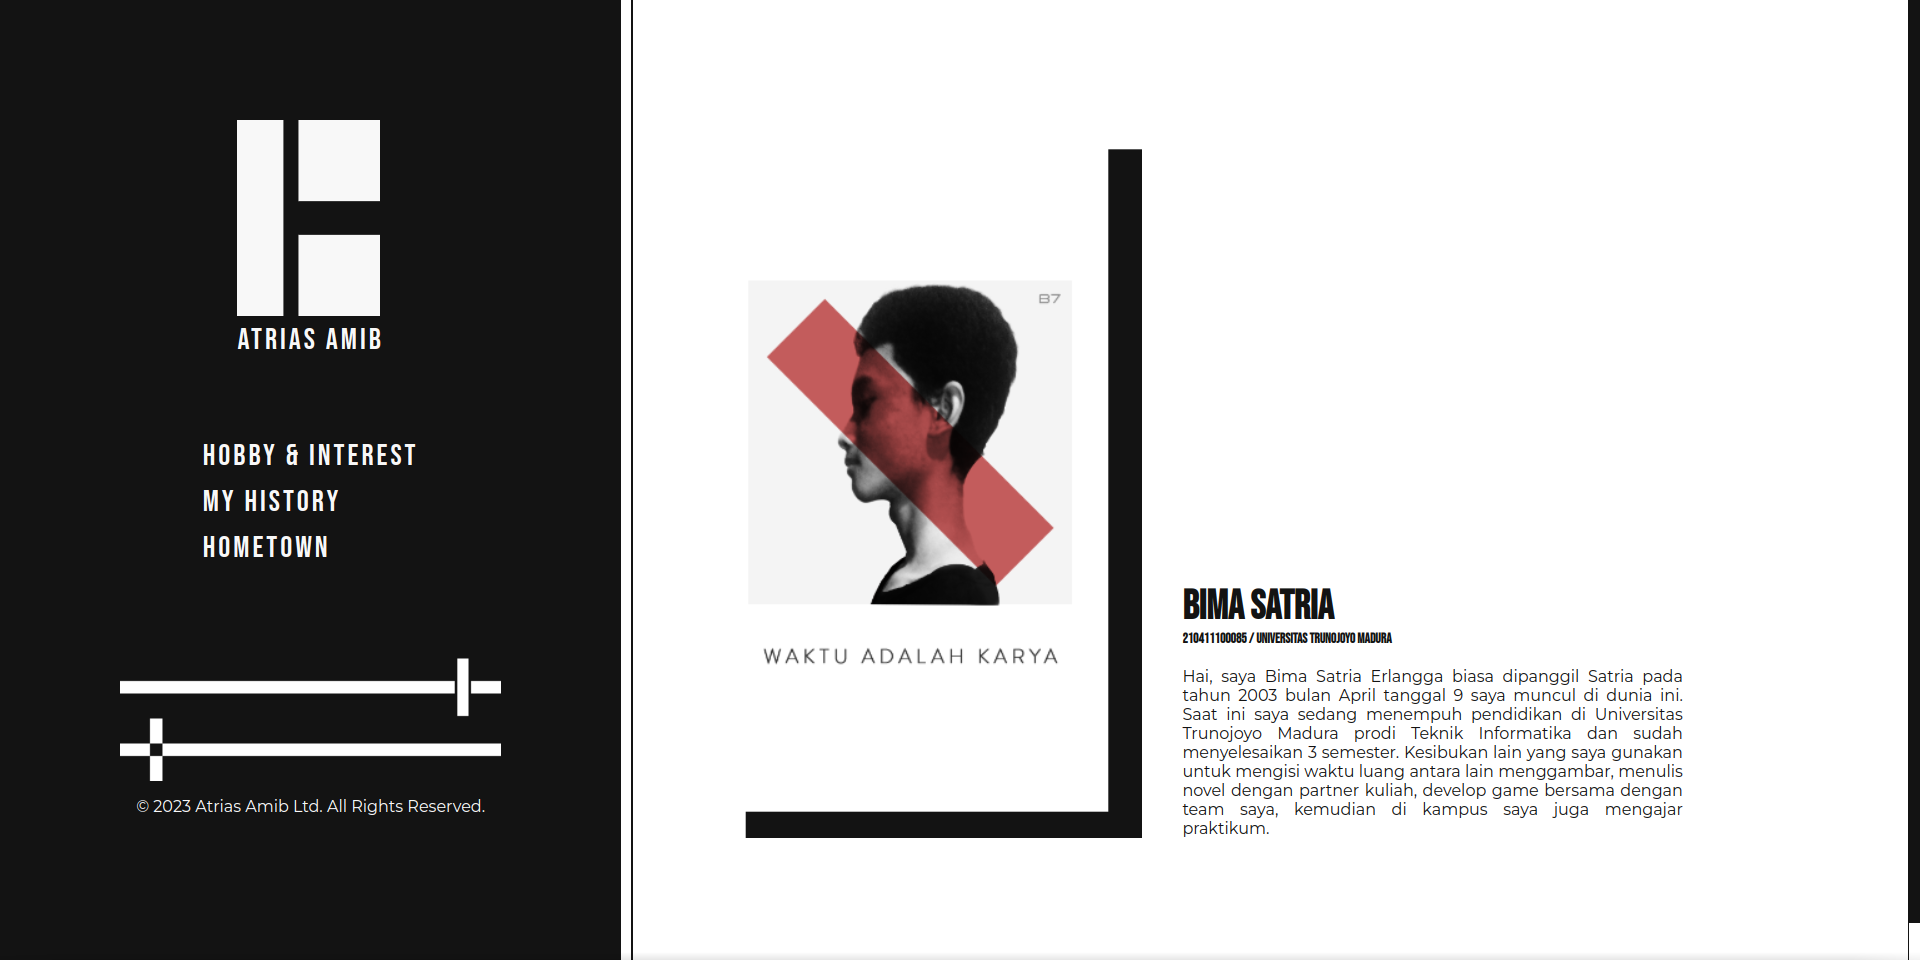 ATRIAS AMIB
HOBBY & INTEREST
MY HISTORY
HOMETOWN
© 2023 Atrias Amib Ltd. All Rights Reserved.
B7
WAKTU ADALAH KARYA
BIMA SATRIA
210411100085 / UNIVERSITAS TRUNOJOYO MADURA
Hai, saya Bima Satria Erlangga biasa dipanggil Satria pada
tahun 2003 bulan April tanggal 9 saya muncul di dunia ini.
Saat ini saya sedang menempuh pendidikan di Universitas
Trunojoyo Madura prodi Teknik Informatika dan sudah
menyelesaikan 3 semester. Kesibukan lain yang saya gunakan
untuk mengisi waktu luang antara lain menggambar, menulis
novel dengan partner kuliah, develop game bersama dengan
team saya, kemudian di kampus saya juga mengajar
praktikum.